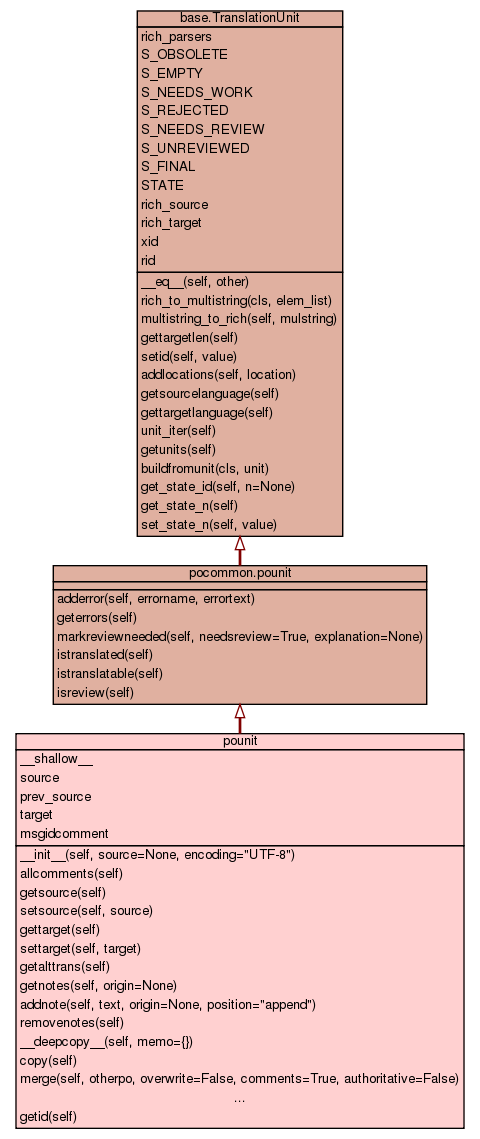 base.TranslationUnit
rich_parsers
S_OBSOLETE
S_EMPTY
S_NEEDS_WORK
S_REJECTED
S_NEEDS_REVIEW
S_UNREVIEWED
S_FINAL
STATE
rich_source
rich_target
xid
rid
__eq__(self, other)
rich_to_multistring(cls, elem_list)
multistring_to_rich(self, mulstring)
gettargetlen(self)
setid(self, value)
addlocations(self, location)
getsourcelanguage(self)
gettargetlanguage(self)
unit_iter(self)
getunits(self)
buildfromunit(cls, unit)
get_state_id(self, n=None)
get_state_n(self)
set_state_n(self, value)
pocommon.pounit
adderror(self, errorname, errortext)
geterrors(self)
markreviewneeded(self, needsreview=True, explanation=None)
istranslated(self)
istranslatable(self)
isreview(self)
pounit
__shallow__
source
prev_source
target
msgidcomment
__init__(self, source=None, encoding="UTF-8")
allcomments(self)
getsource(self)
setsource(self, source)
gettarget(self)
settarget(self, target)
getalttrans(self)
getnotes(self, origin=None)
addnote(self, text, origin=None, position="append")
removenotes(self)
__deepcopy__(self, memo={})
copy(self)
merge(self, otherpo, overwrite=False, comments=True, authoritative=False)
...
getid(self)